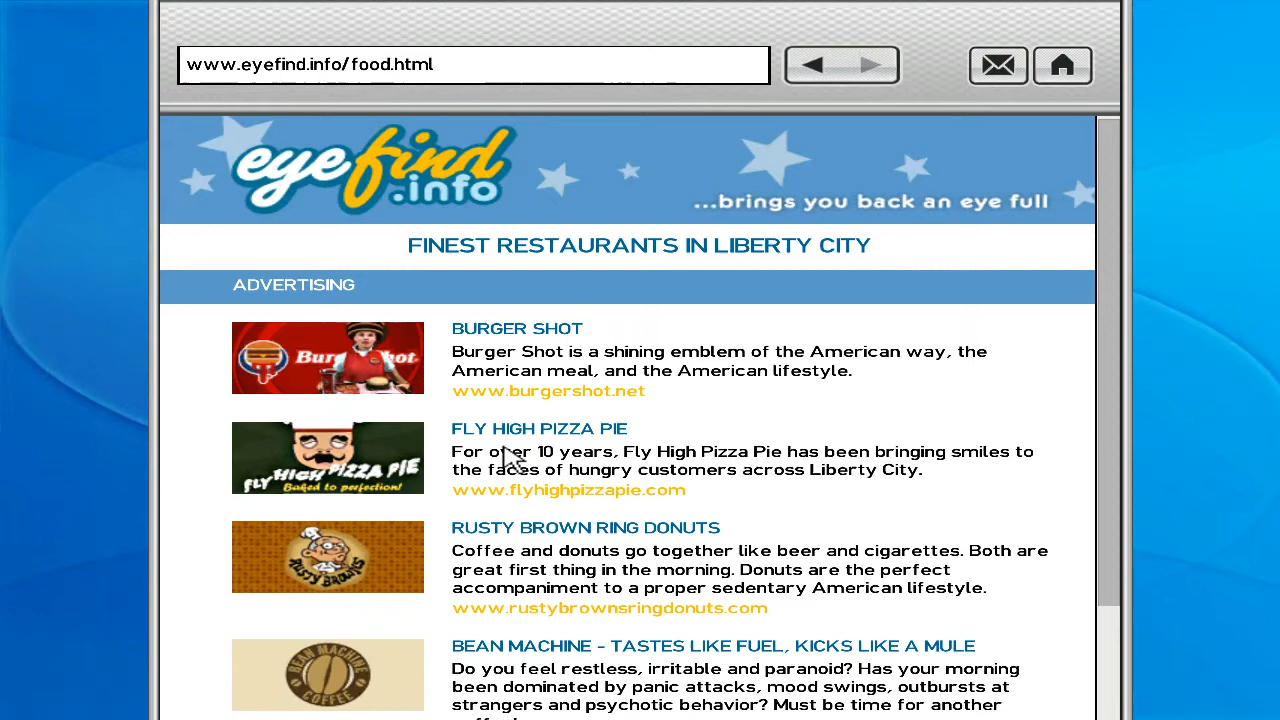 www.eyefind.info/food.html
eyefind
.info
...brings you back an eye full
FINEST RESTAURANTS IN LIBERTY CITY
ADVERTISING
Burger Shot
BURGER SHOT
Burger Shot is a shining emblem of the American way, the
American meal, and the American lifestyle.
www.burgershot.net
FLY HIGH PIZZA PIE
Baked to perfection!
FLY HIGH PIZZA PIE
For over 10 years, Fly High Pizza Pie has been bringing smiles to
the faces of hungry customers across Liberty City.
www.flyhighpizzapie.com
RUSTY BROWN'S
RUSTY BROWN RING DONUTS
Coffee and donuts go together like beer and cigarettes. Both are
great first thing in the morning. Donuts are the perfect
accompaniment to a proper sedentary American lifestyle.
www.rustybrownsringdonuts.com
BEAN MACHINE
COFFEE
BEAN MACHINE - TASTES LIKE FUEL, KICKS LIKE A MULE
Do you feel restless, irritable and paranoid? Has your morning
been dominated by panic attacks, mood swings, outbursts at
strangers and psychotic behavior? Must be time for another